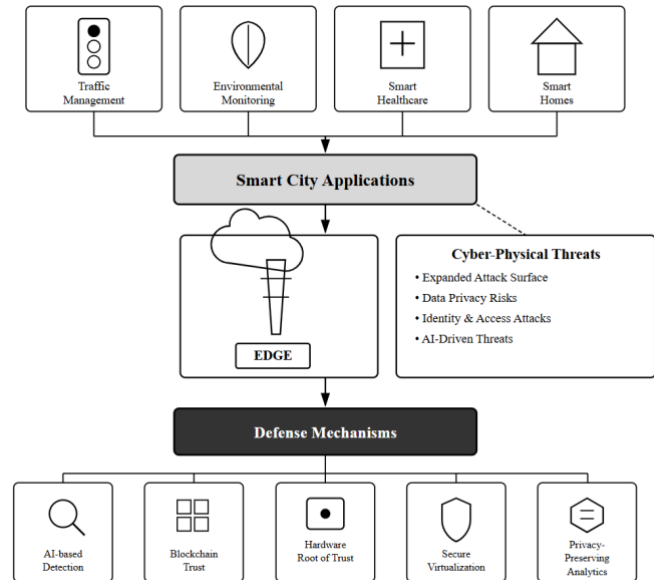 Traffic
Management
Environmental
Monitoring
Smart
Healthcare
Smart
Homes
Smart City Applications
Cyber-Physical Threats
• Expanded Attack Surface
• Data Privacy Risks
• Identity & Access Attacks
• AI-Driven Threats
EDGE
Defense Mechanisms
AI-based
Detection
Blockchain
Trust
Hardware
Root of Trust
Secure
Virtualization
Privacy-
Preserving
Analytics